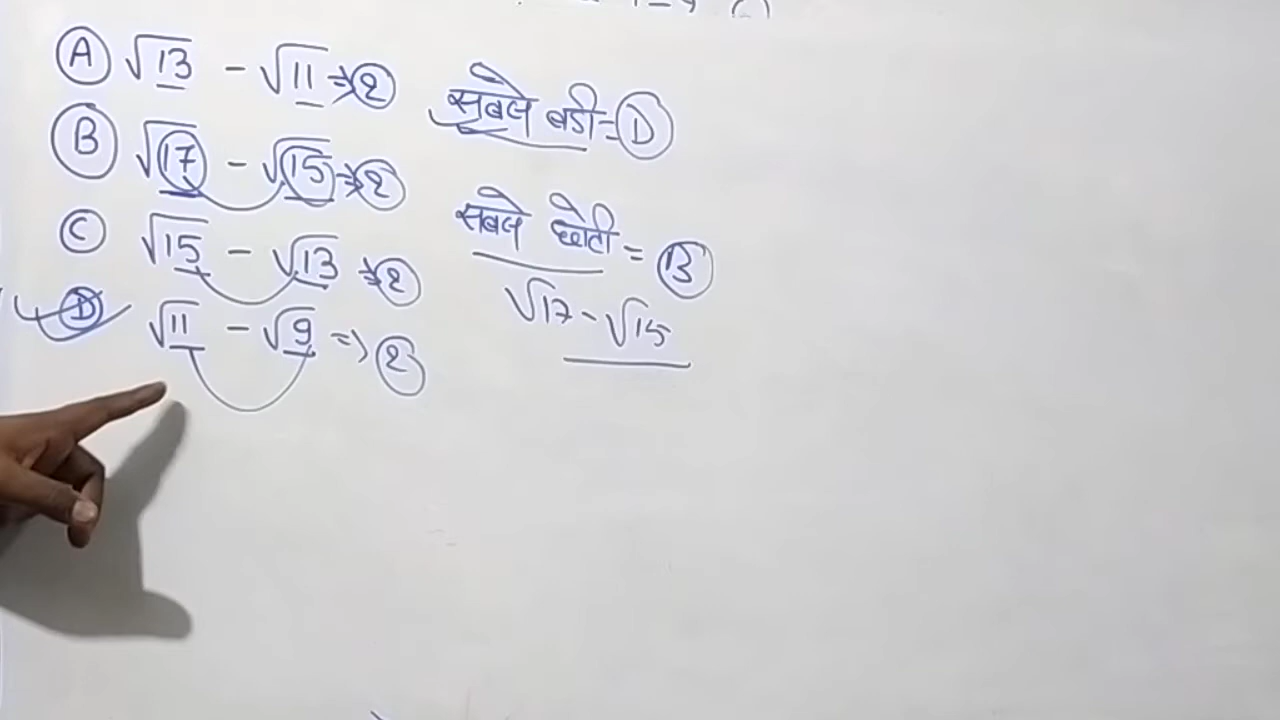 A √13 - √11 ⇒ 2
B √17 - √15 ⇒ 2
C √15 - √13 ⇒ 2
D √11 - √9 ⇒ 2
सबसे बडी = D
सबसे छोटी = B
√17 - √15